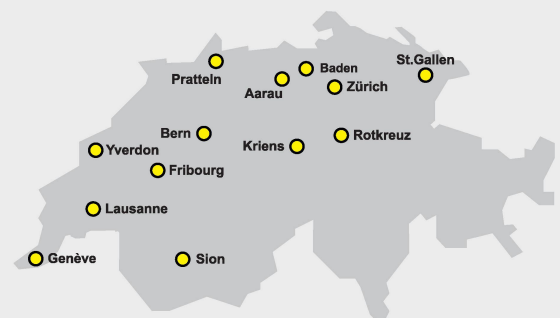 St.Gallen
Baden
Pratteln
Zürich
Aarau
Bern
Rotkreuz
Kriens
Yverdon
Fribourg
Lausanne
Genève
Sion